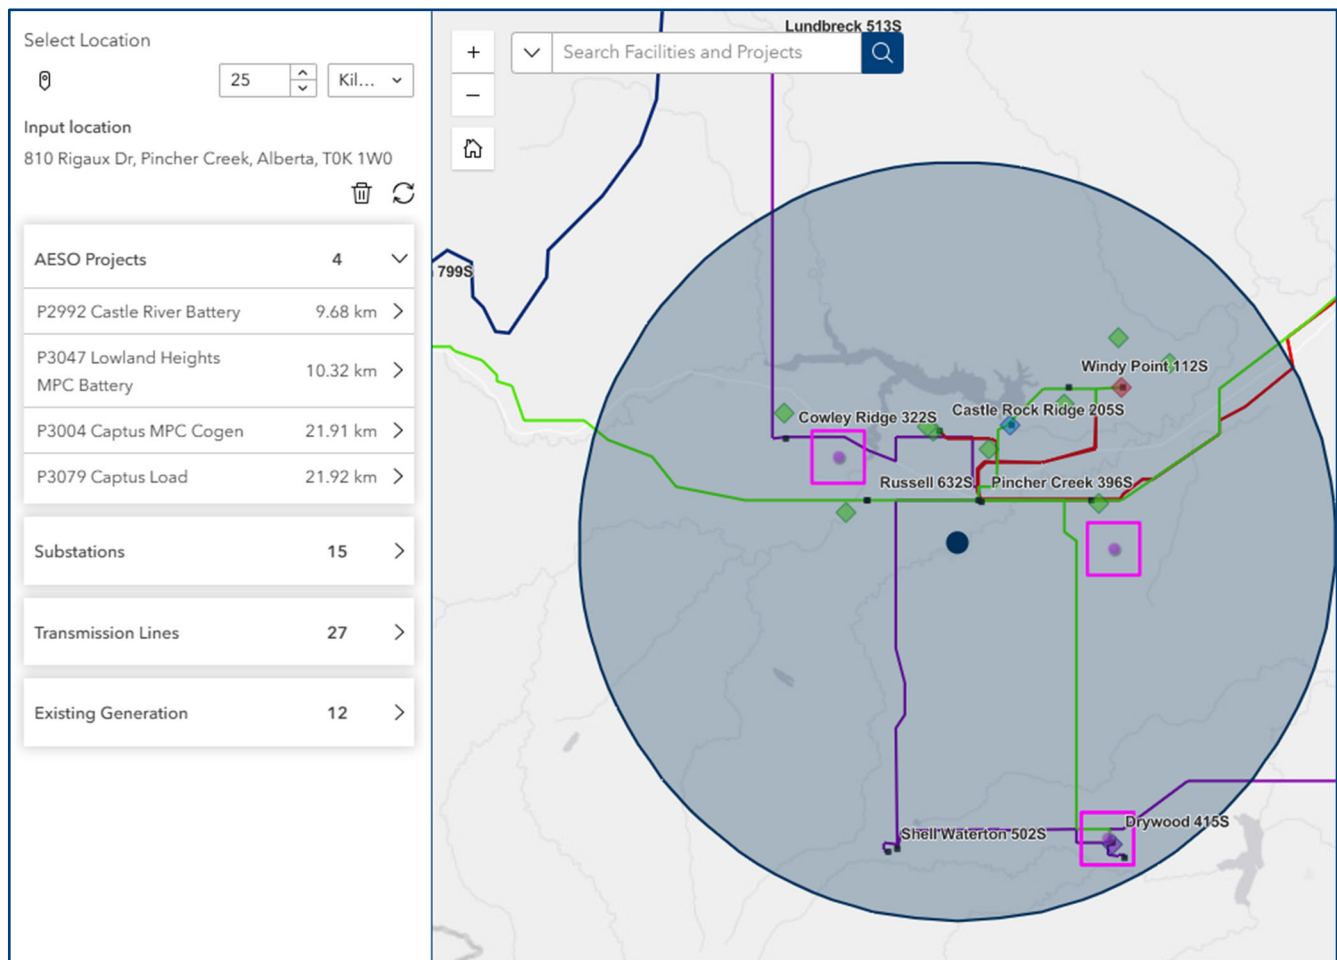 Select Location
25
Kil...
Input location
810 Rigaux Dr, Pincher Creek, Alberta, T0K 1W0
AESO Projects 4
P2992 Castle River Battery 9.68 km
P3047 Lowland Heights
MPC Battery 10.32 km
P3004 Captus MPC Cogen 21.91 km
P3079 Captus Load 21.92 km
Substations 15
Transmission Lines 27
Existing Generation 12
Lundbreck 513S
+
Search Facilities and Projects
−
799S
Windy Point 112S
Castle Rock Ridge 205S
Cowley Ridge 322S
Russell 632S
Pincher Creek 396S
Drywood 415S
Shell Waterton 502S